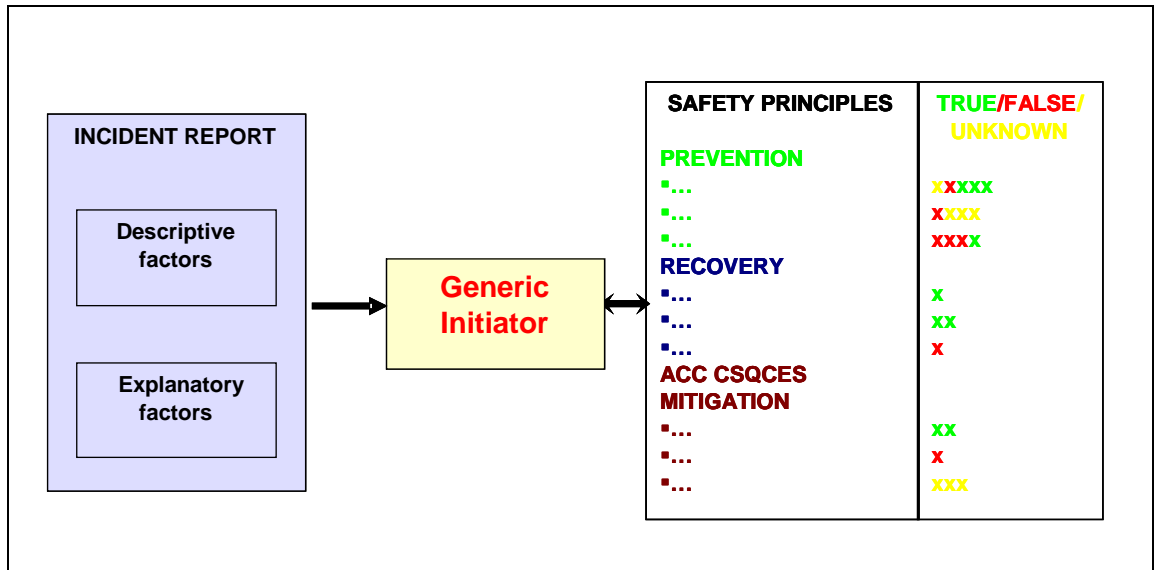 INCIDENT REPORT
Descriptive
factors
Explanatory
factors
Generic
Initiator
SAFETY PRINCIPLES
TRUE/FALSE/
UNKNOWN
PREVENTION
▪... xxxxx
▪... xxxx
▪... xxxx
RECOVERY
▪... x
▪... xx
▪... x
ACC CSQCES
MITIGATION
▪... xx
▪... x
▪... xxx